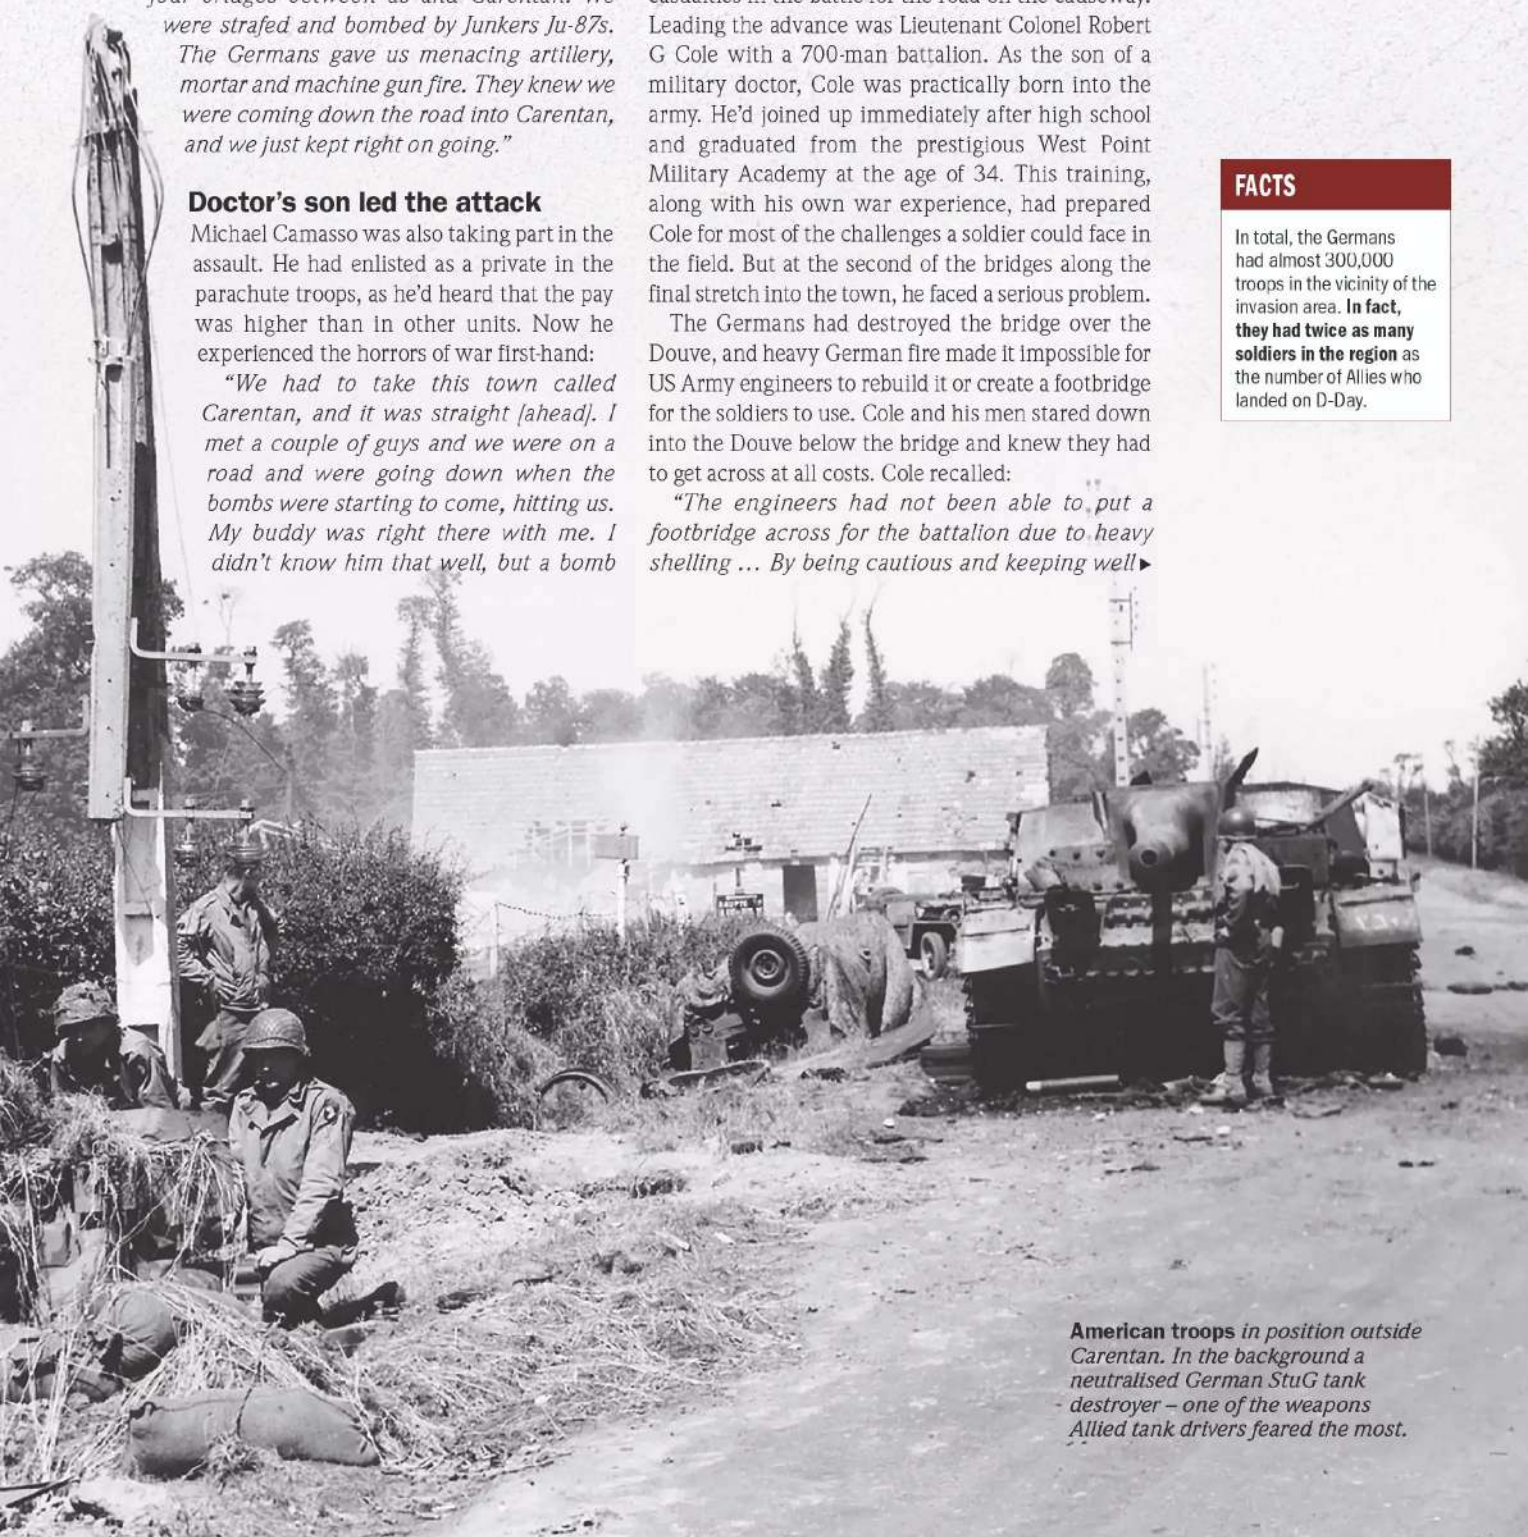 were strafed and bombed by Junkers Ju-87s.
The Germans gave us menacing artillery,
mortar and machine gun fire. They knew we
were coming down the road into Carentan,
and we just kept right on going.”
Doctor’s son led the attack
Michael Camasso was also taking part in the
assault. He had enlisted as a private in the
parachute troops, as he’d heard that the pay
was higher than in other units. Now he
experienced the horrors of war first-hand:
“We had to take this town called
Carentan, and it was straight [ahead]. I
met a couple of guys and we were on a
road and were going down when the
bombs were starting to come, hitting us.
My buddy was right there with me. I
didn’t know him that well, but a bomb
Leading the advance was Lieutenant Colonel Robert
G Cole with a 700-man battalion. As the son of a
military doctor, Cole was practically born into the
army. He’d joined up immediately after high school
and graduated from the prestigious West Point
Military Academy at the age of 34. This training,
along with his own war experience, had prepared
Cole for most of the challenges a soldier could face in
the field. But at the second of the bridges along the
final stretch into the town, he faced a serious problem.
The Germans had destroyed the bridge over the
Douve, and heavy German fire made it impossible for
US Army engineers to rebuild it or create a footbridge
for the soldiers to use. Cole and his men stared down
into the Douve below the bridge and knew they had
to get across at all costs. Cole recalled:
“The engineers had not been able to put a
footbridge across for the battalion due to heavy
shelling ... By being cautious and keeping well▶
FACTS
In total, the Germans
had almost 300,000
troops in the vicinity of the
invasion area. In fact,
they had twice as many
soldiers in the region as
the number of Allies who
landed on D-Day.
American troops in position outside
Carentan. In the background a
neutralised German StuG tank
destroyer – one of the weapons
Allied tank drivers feared the most.